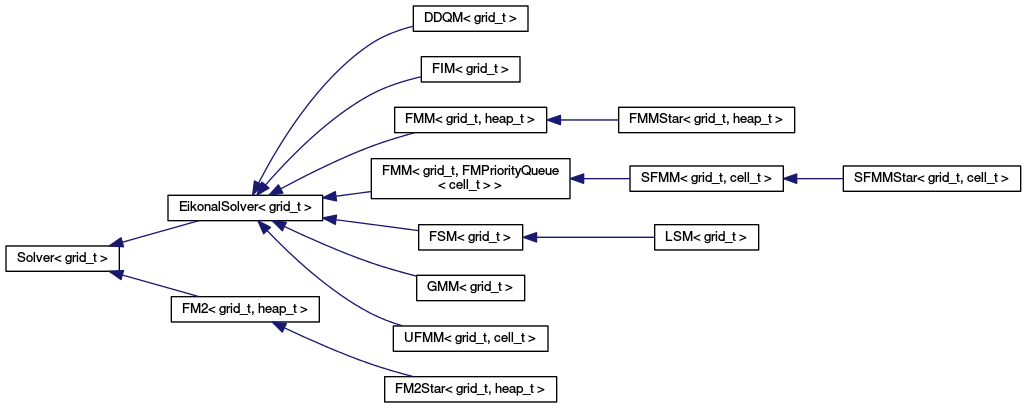 DDQM< grid_t >
FIM< grid_t >
FMM< grid_t, heap_t >
FMMStar< grid_t, heap_t >
FMM< grid_t, FMPriorityQueue
< cell_t > >
SFMM< grid_t, cell_t >
SFMMStar< grid_t, cell_t >
EikonalSolver< grid_t >
FSM< grid_t >
LSM< grid_t >
Solver< grid_t >
GMM< grid_t >
FM2< grid_t, heap_t >
UFMM< grid_t, cell_t >
FM2Star< grid_t, heap_t >